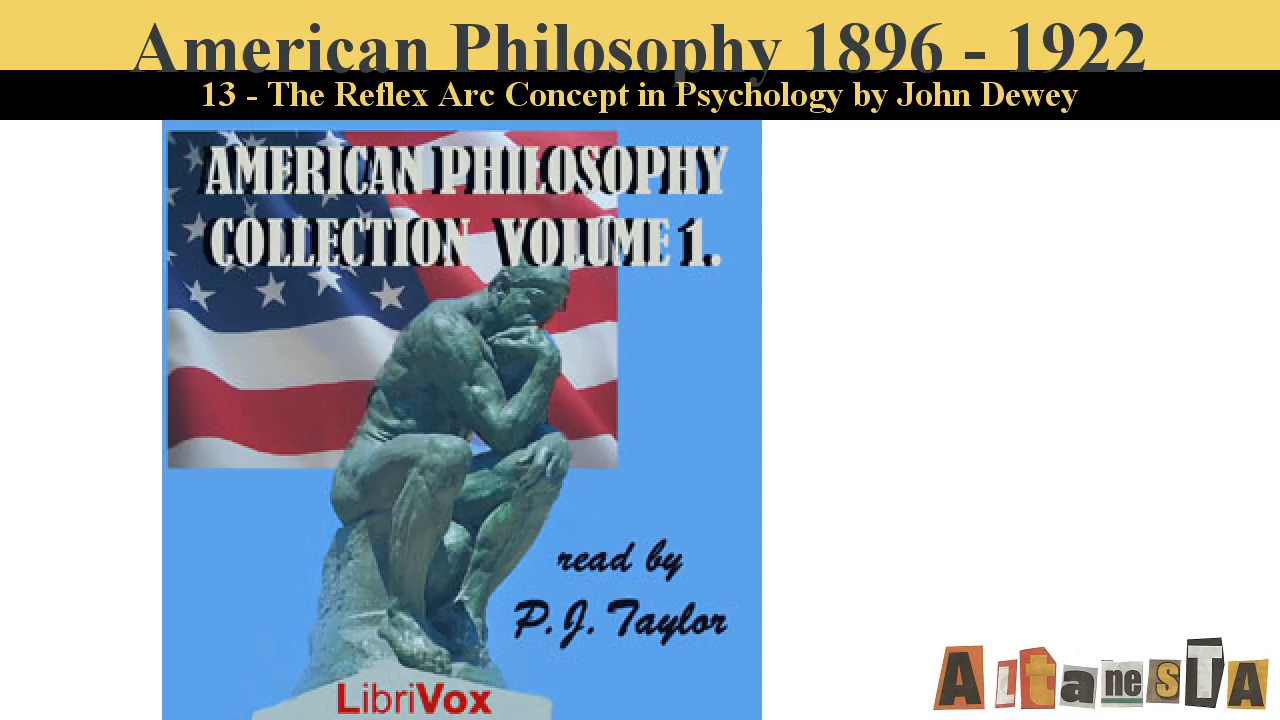 American Philosophy 1896 - 1922
13 - The Reflex Arc Concept in Psychology by John Dewey
AMERICAN PHILOSOPHY
COLLECTION VOLUME 1.
read by
P.J. Taylor
LibriVox
AltanesTA